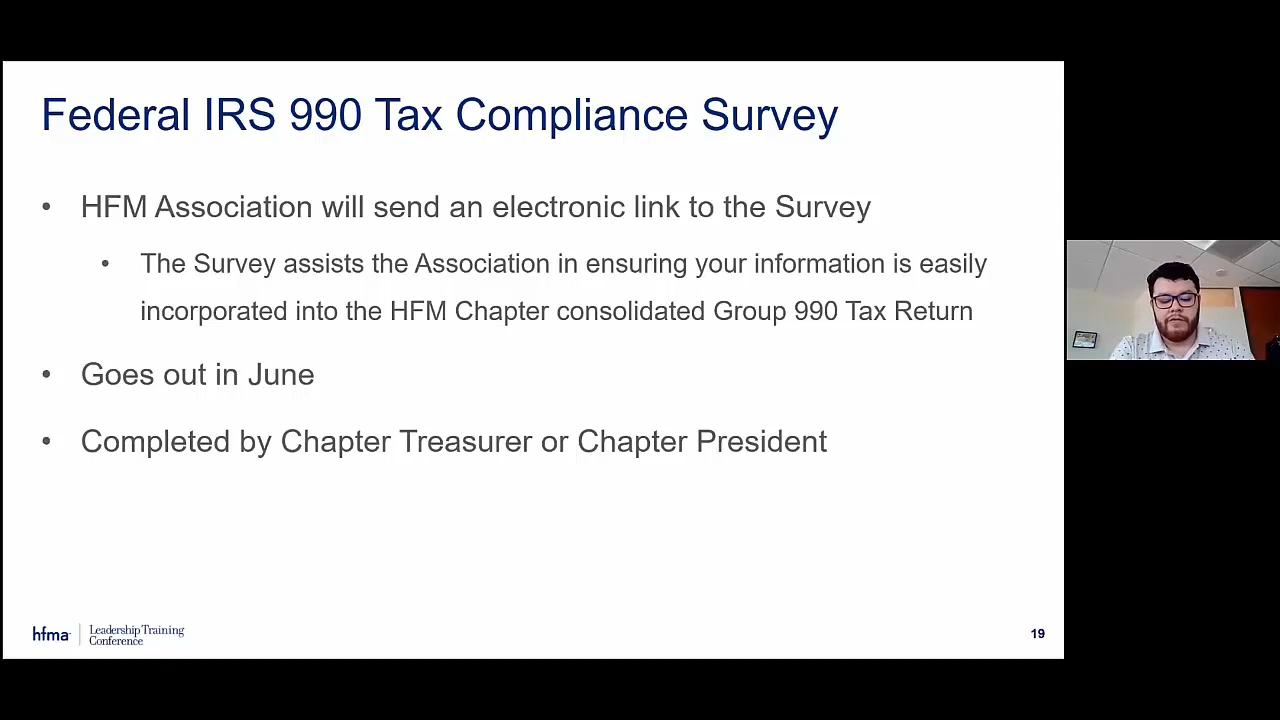 Federal IRS 990 Tax Compliance Survey
• HFM Association will send an electronic link to the Survey
• The Survey assists the Association in ensuring your information is easily
incorporated into the HFM Chapter consolidated Group 990 Tax Return
• Goes out in June
• Completed by Chapter Treasurer or Chapter President
hfma
Leadership Training
Conference
19